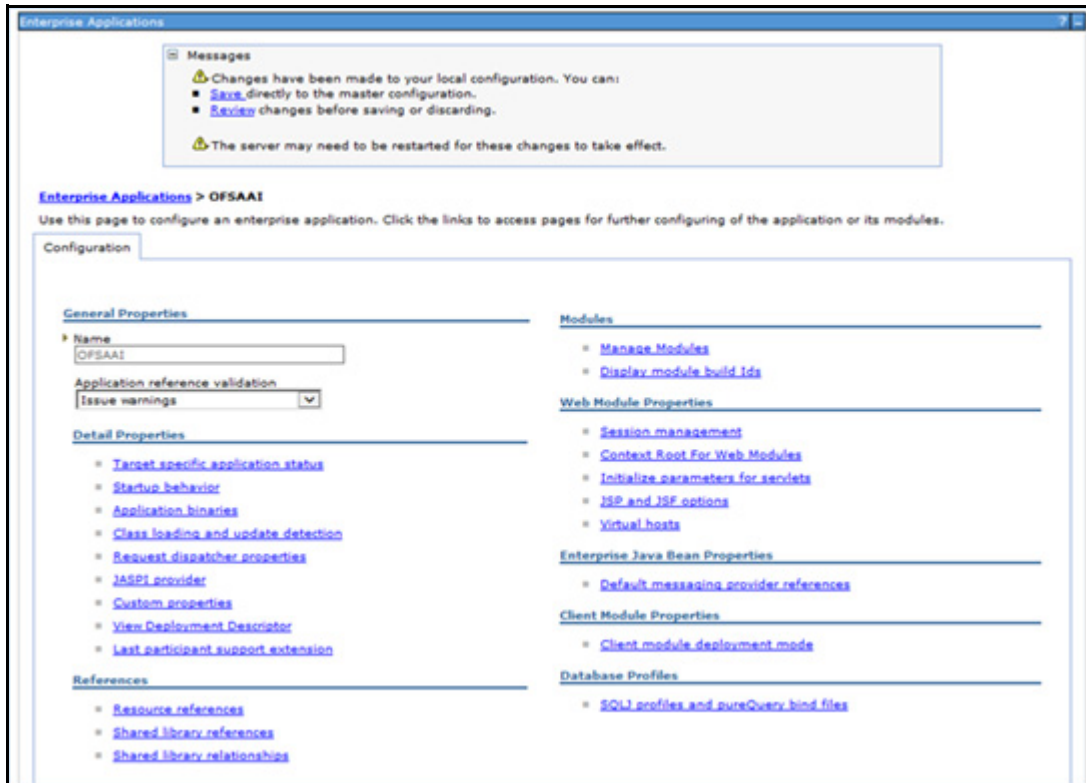 Enterprise Applications
Messages
Changes have been made to your local configuration. You can:
Save directly to the master configuration.
Review changes before saving or discarding.
The server may need to be restarted for these changes to take effect.
Enterprise Applications > OFSAAI
Use this page to configure an enterprise application. Click the links to access pages for further configuring of the application or its modules.
Configuration
General Properties
Name
OFSAAI
Application reference validation
Issue warnings
Detail Properties
Target specific application status
Startup behavior
Application binaries
Class loading and update detection
Request dispatcher properties
JASPI provider
Custom properties
View Deployment Descriptor
Last participant support extension
References
Resource references
Shared library references
Shared library relationships
Modules
Manage Modules
Display module build Ids
Web Module Properties
Session management
Context Root For Web Modules
Initialize parameters for servlets
JSP and JSF options
Virtual hosts
Enterprise Java Bean Properties
Default messaging provider references
Client Module Properties
Client module deployment mode
Database Profiles
SQLJ profiles and pureQuery bind files